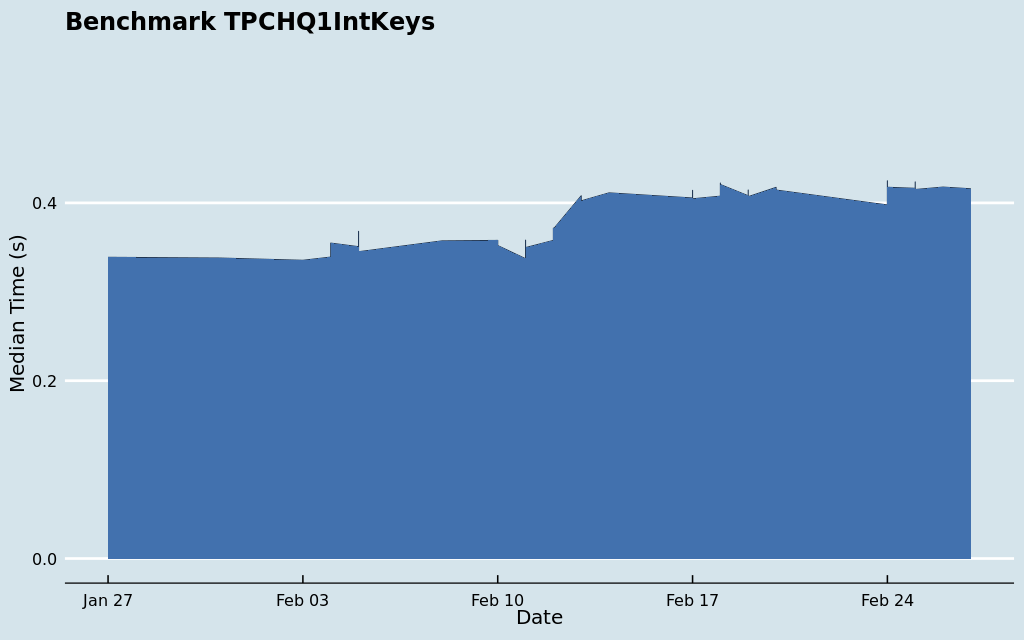 Benchmark TPCHQ1IntKeys
Median Time (s)
0.4
0.2
0.0
Jan 27
Feb 03
Feb 10
Feb 17
Feb 24
Date